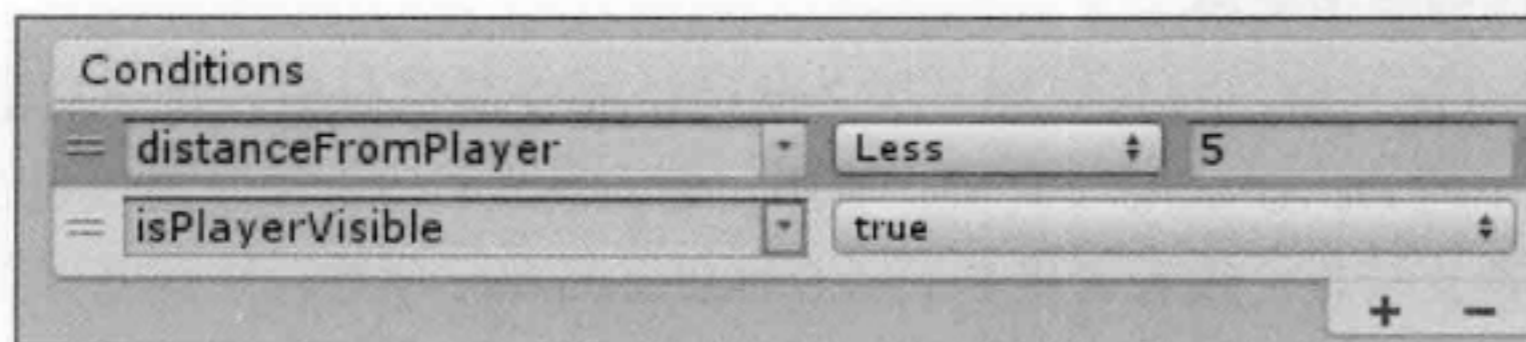 Conditions
= distanceFromPlayer Less 5
= isPlayerVisible true
+ −